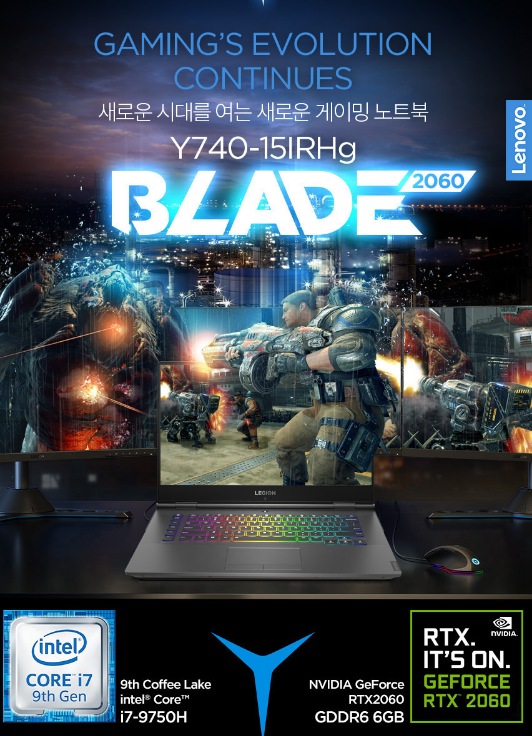 GAMING'S EVOLUTION
CONTINUES
새로운 시대를 여는 새로운 게이밍 노트북
Y740-15IRHg
BLADE 2060
Lenovo
LEGION
intel
CORE i7
9th Gen
9th Coffee Lake
intel® Core™
i7-9750H
NVIDIA GeForce
RTX2060
GDDR6 6GB
NVIDIA.
RTX.
IT'S ON.
GEFORCE
RTX 2060